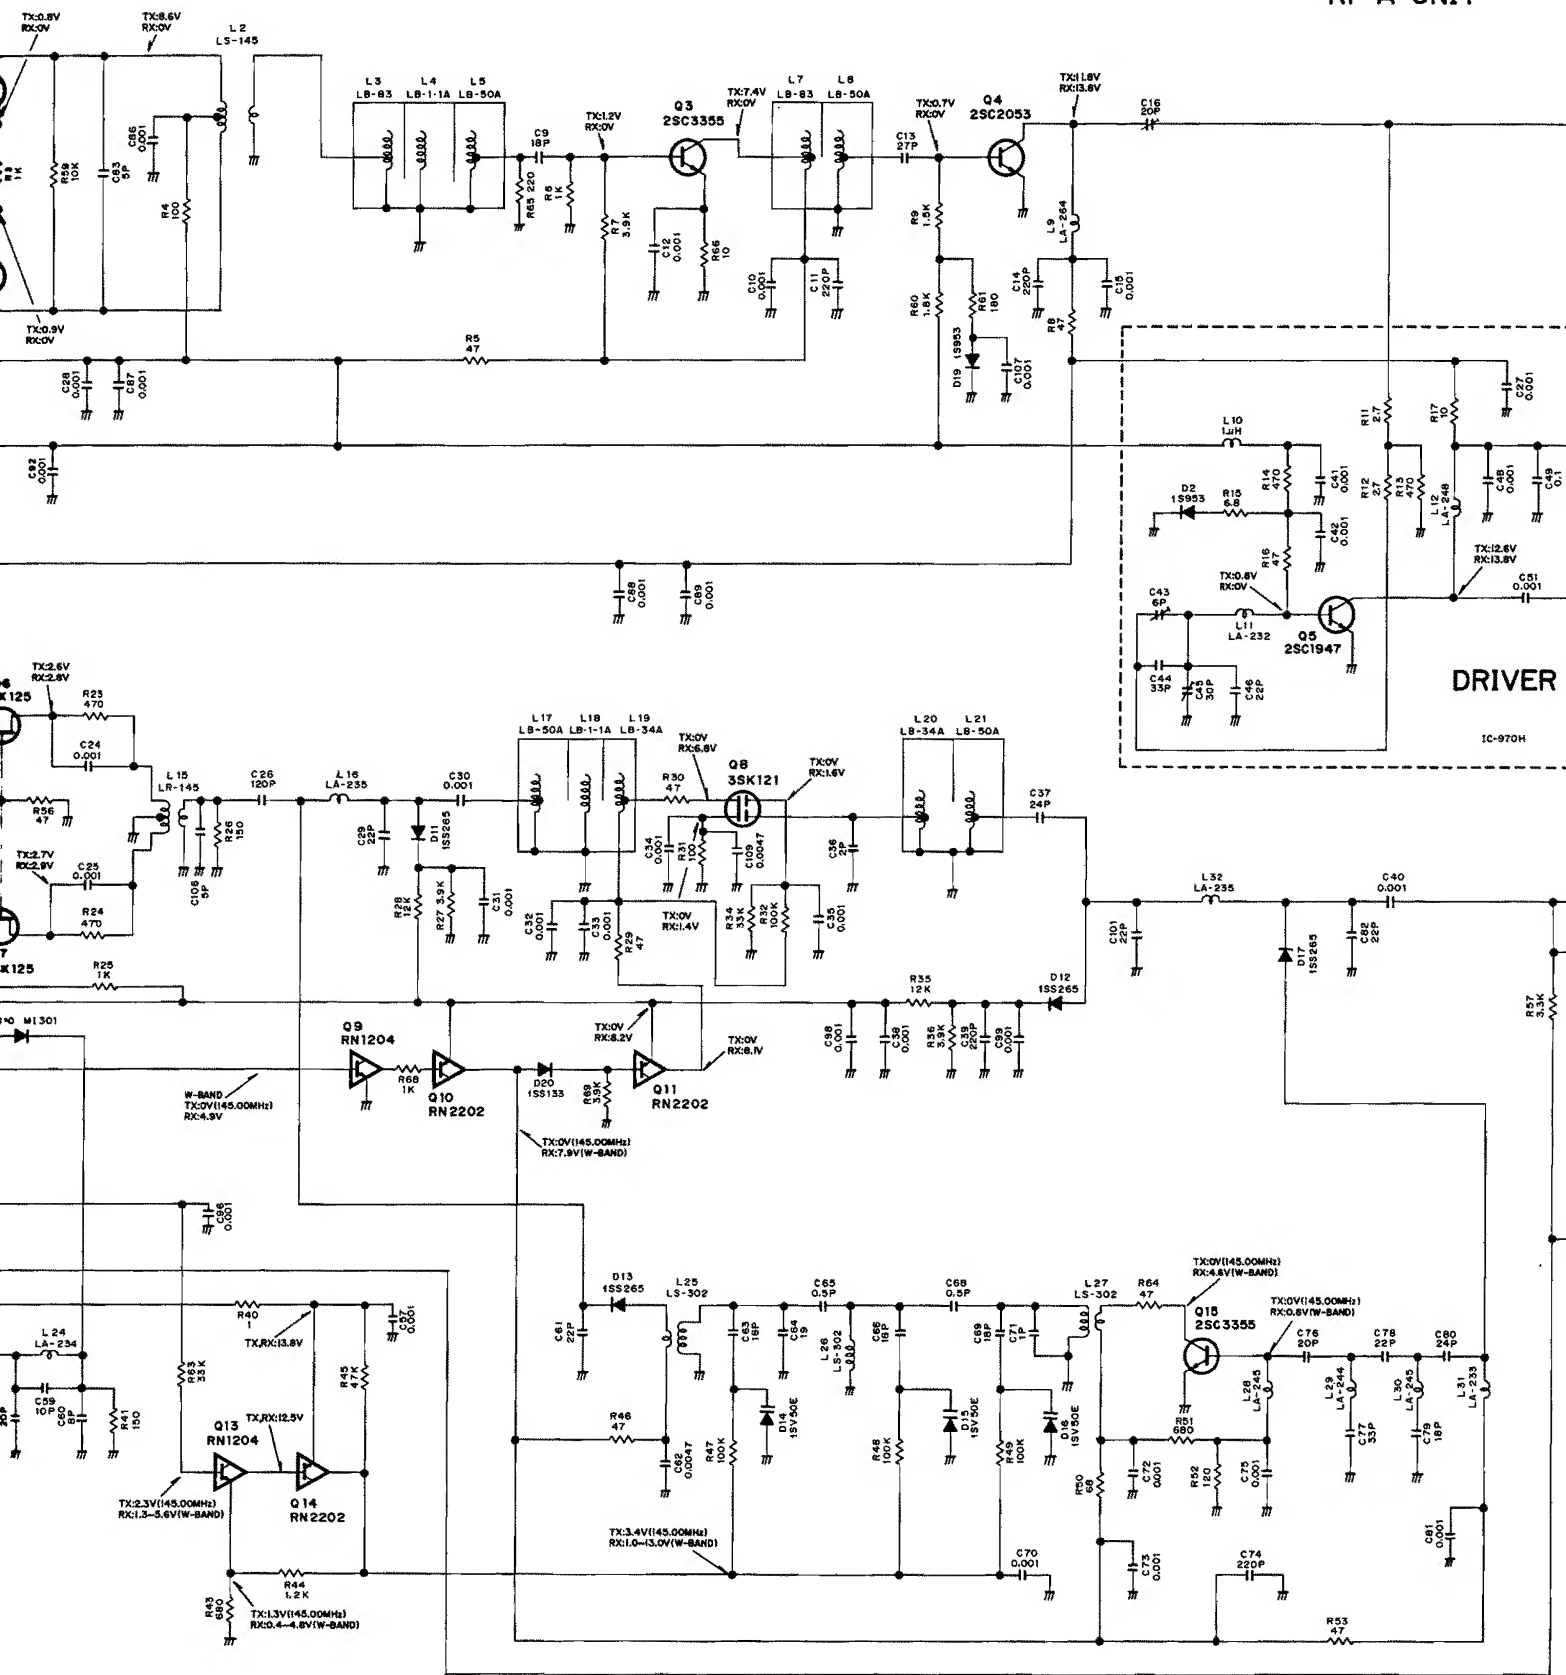 TX:0.8V
RX:0V
TX:8.6V
RX:0V
L2
LS-145
L3
LB-83
L4
LB-1-1A
L5
LB-50A
C9
18P
TX:1.2V
RX:0V
Q3
2SC3355
TX:7.4V
RX:0V
L7
LB-83
L8
LB-50A
C13
27P
TX:0.7V
RX:0V
Q4
2SC2053
TX:11.8V
RX:13.8V
C16
20P
1K
R59
10K
C83
5P
C86
0.001
R4
100
R65 220
R6
1K
R7
3.9K
C12
0.001
R66
10
C10
0.001
C11
220P
R9
1.5K
R60
1.8K
R61
180
D19 1S953
C107
0.001
L9
LA-264
C14
220P
C15
0.001
R8
47
TX:0.9V
RX:0V
C28
0.001
C87
0.001
R5
47
C92
0.001
C88
0.001
C89
0.001
L10
1uH
R14
470
C41
0.001
D2
1S953
R15
6.8
C42
0.001
R16
47
R11
2.7
R12
2.7
R13
470
R17
10
L12
LA-248
C27
0.001
C48
0.001
C49
0.1
TX:0.8V
RX:0V
TX:12.6V
RX:13.8V
C51
0.001
C43
6P
L11
LA-232
Q5
2SC1947
C44
33P
C45
30P
C46
22P
DRIVER
IC-970H
TX:2.6V
RX:2.8V
K125
R23
470
C24
0.001
R56
47
TX:2.7V
RX:2.9V
C25
0.001
R24
470
K125
R25
1K
L15
LR-145
C106
5P
R26
150
C26
120P
L16
LA-235
C29
22P
D11
1SS265
C30
0.001
R28
12K
R27 3.9K
C31
0.001
L17
LB-50A
L18
LB-1-1A
L19
LB-34A
C32
0.001
C33
0.001
R29
47
R30
47
TX:0V
RX:6.8V
Q8
3SK121
TX:0V
RX:1.6V
C34
0.001
R31
100
C109
0.0047
TX:0V
RX:1.4V
R34
33K
R32
100K
C35
0.001
C36
2P
L20
LB-34A
L21
LB-50A
C37
24P
L32
LA-235
C40
0.001
C101
22P
D17
1SS265
C82
22P
R57
3.3K
MI301
Q9
RN1204
R68
1K
Q10
RN2202
D20
1SS133
R69
3.9K
Q11
RN2202
TX:0V
RX:8.2V
TX:0V
RX:8.1V
C98
0.001
C38
0.001
R35
12K
R36
3.9K
C39
220P
C99
0.001
D12
1SS265
W-BAND
TX:0V(145.00MHz)
RX:4.9V
TX:0V(145.00MHz)
RX:7.9V(W-BAND)
C96
0.001
R40
1
TX,RX:13.8V
C57
0.001
L24
LA-234
C59
10P
C60
8P
R41
150
20P
R63
33K
R45
47K
Q13
RN1204
TX,RX:12.5V
Q14
RN2202
TX:2.3V(145.00MHz)
RX:1.3~5.6V(W-BAND)
R44
1.2K
R43
680
TX:1.3V(145.00MHz)
RX:0.4~4.8V(W-BAND)
D13
1SS265
C61
22P
L25
LS-302
R46
47
C62
0.0047
C63
18P
C64
19
C65
0.5P
L26
LS-302
C66
16P
C68
0.5P
C69
18P
C71
1P
L27
LS-302
R47
100K
D14
1SV50E
R48
100K
D15
1SV50E
R49
100K
D16
1SV50E
TX:3.4V(145.00MHz)
RX:1.0~13.0V(W-BAND)
C70
0.001
R64
47
TX:0V(145.00MHz)
RX:4.6V(W-BAND)
Q15
2SC3355
TX:0V(145.00MHz)
RX:0.8V(W-BAND)
C76
20P
C78
22P
C80
24P
L28
LA-245
L29
LA-244
L30
LA-245
L31
LA-233
C77
33P
C79
18P
R51
680
C72
0.001
R52
120
C75
0.001
R50
68
C73
0.001
C74
220P
C81
0.001
R53
47